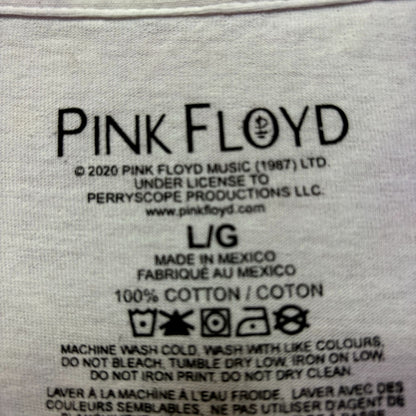 PINK FLOYD
© 2020 PINK FLOYD MUSIC (1987) LTD.
UNDER LICENSE TO
PERRYSCOPE PRODUCTIONS LLC.
www.pinkfloyd.com
L/G
MADE IN MEXICO
FABRIQUÉ AU MEXICO
100% COTTON / COTON
MACHINE WASH COLD. WASH WITH LIKE COLOURS.
DO NOT BLEACH. TUMBLE DRY LOW. IRON ON LOW.
DO NOT IRON PRINT. DO NOT DRY CLEAN.
LAVER À LA MACHINE À L'EAU FROIDE. LAVER AVEC DES
COULEURS SEMBLABLES. NE PAS UTILISER D'AGENT DE